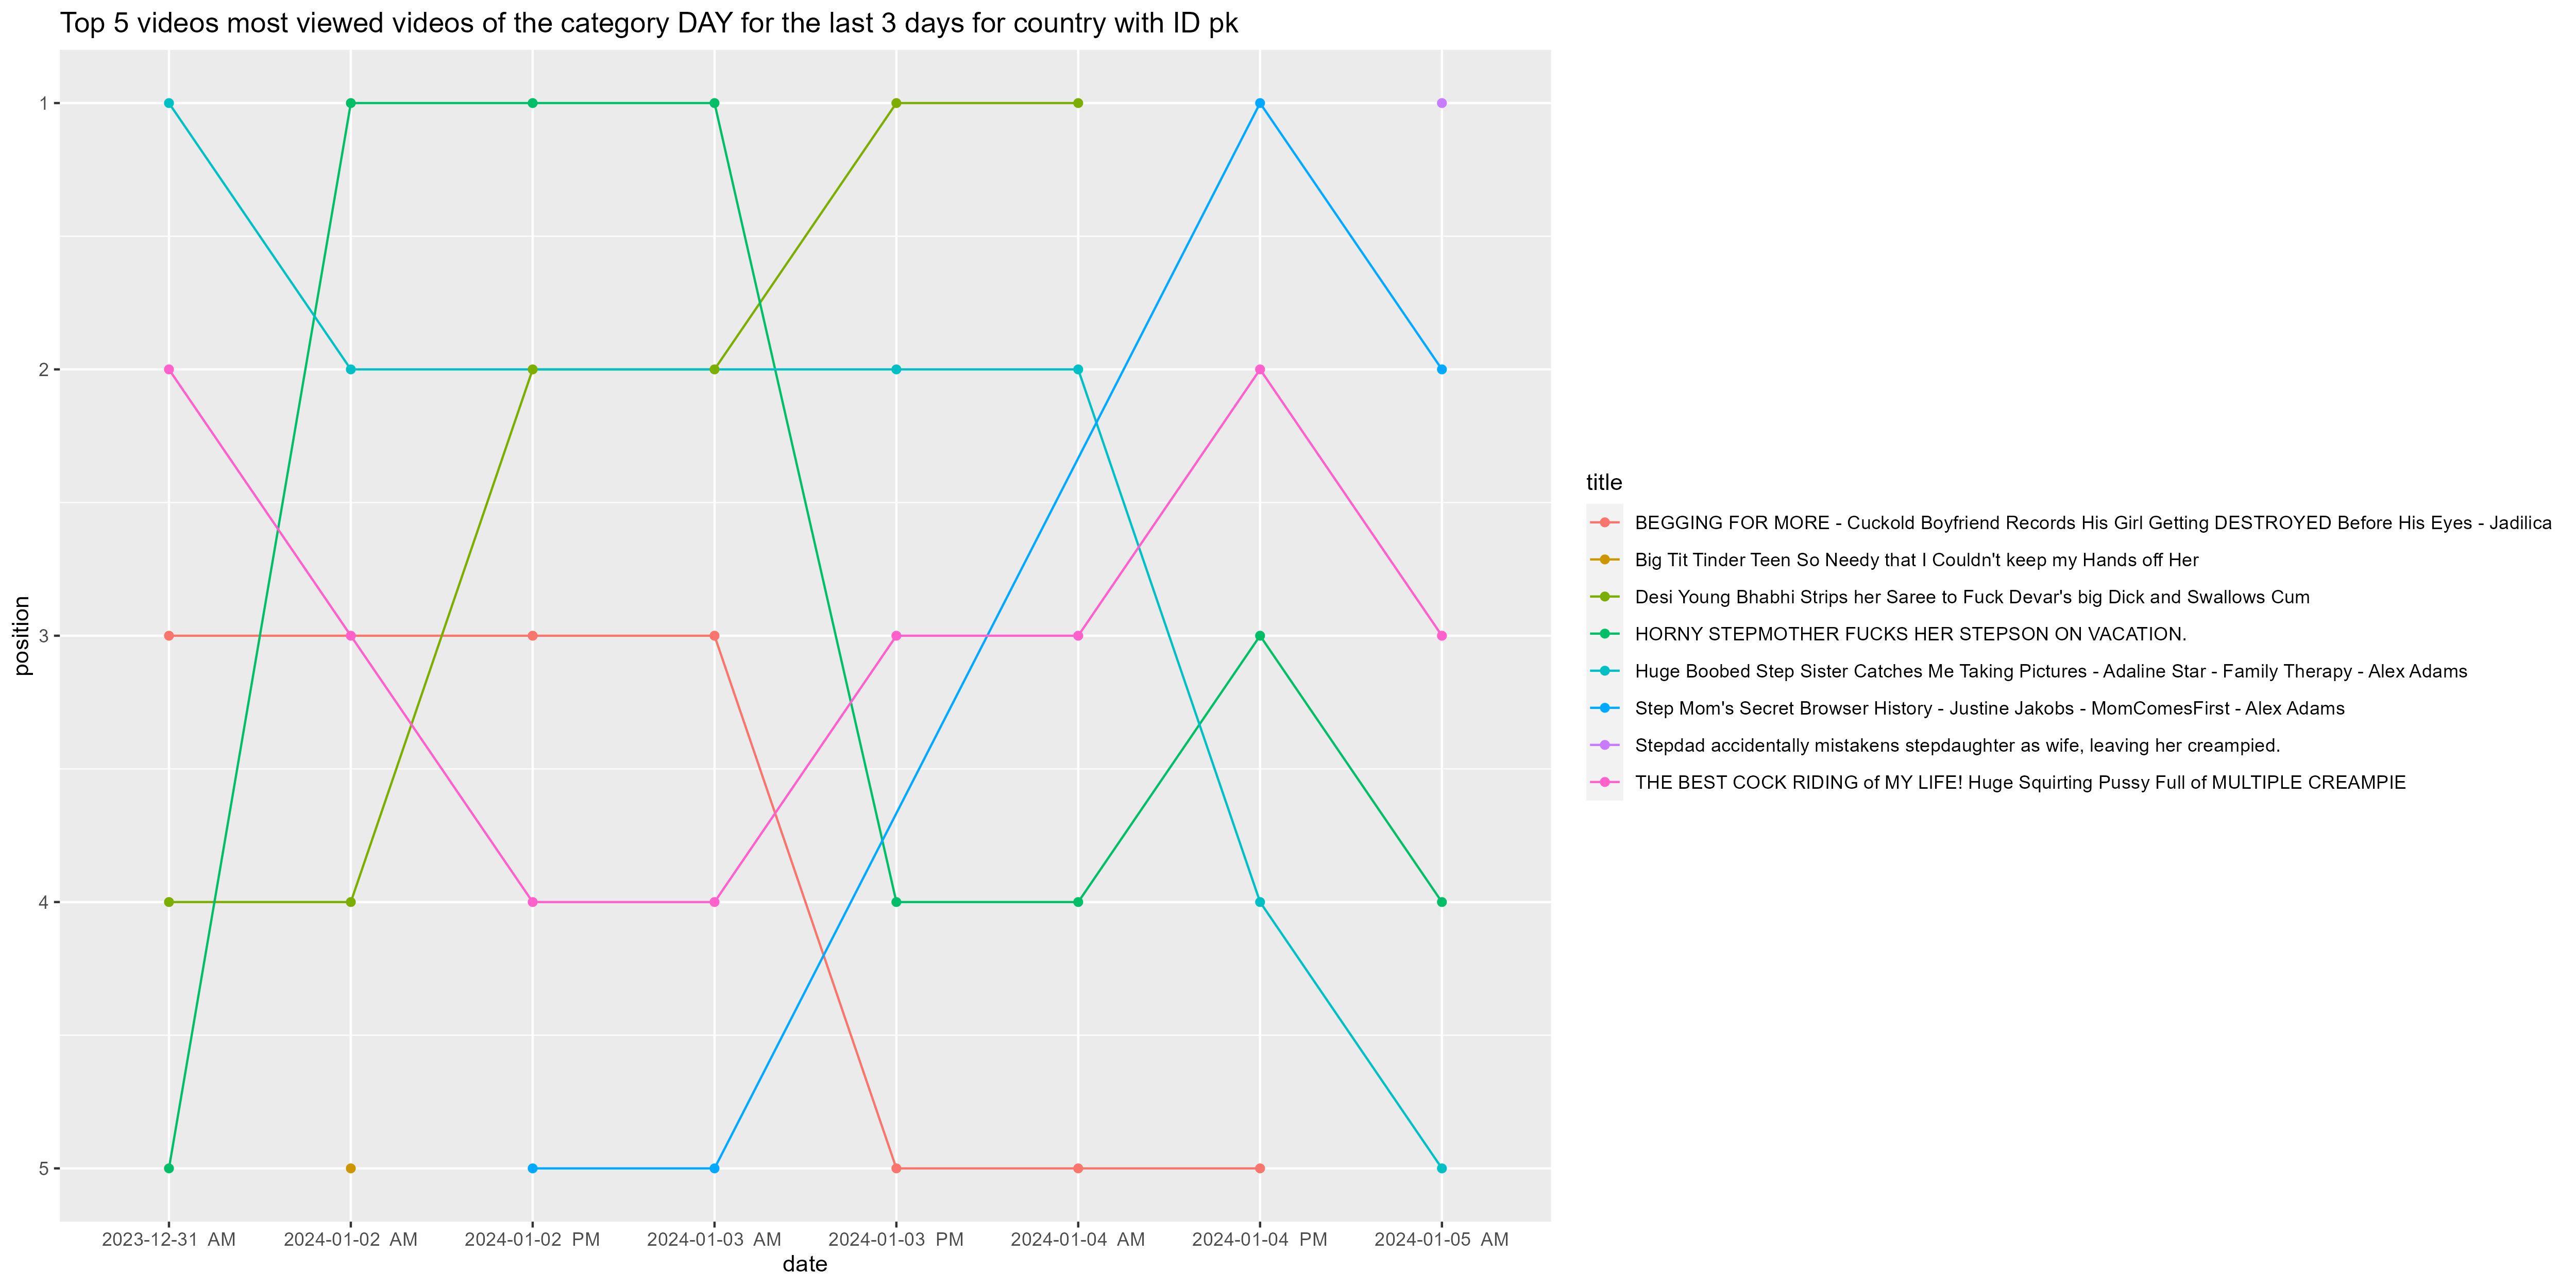 Top 5 videos most viewed videos of the category DAY for the last 3 days for country with ID pk
position
1
2
3
4
5
2023-12-31 AM
2024-01-02 AM
2024-01-02 PM
2024-01-03 AM
2024-01-03 PM
2024-01-04 AM
2024-01-04 PM
2024-01-05 AM
date
title
BEGGING FOR MORE - Cuckold Boyfriend Records His Girl Getting DESTROYED Before His Eyes - Jadilica
Big Tit Tinder Teen So Needy that I Couldn't keep my Hands off Her
Desi Young Bhabhi Strips her Saree to Fuck Devar's big Dick and Swallows Cum
HORNY STEPMOTHER FUCKS HER STEPSON ON VACATION.
Huge Boobed Step Sister Catches Me Taking Pictures - Adaline Star - Family Therapy - Alex Adams
Step Mom's Secret Browser History - Justine Jakobs - MomComesFirst - Alex Adams
Stepdad accidentally mistakens stepdaughter as wife, leaving her creampied.
THE BEST COCK RIDING of MY LIFE! Huge Squirting Pussy Full of MULTIPLE CREAMPIE